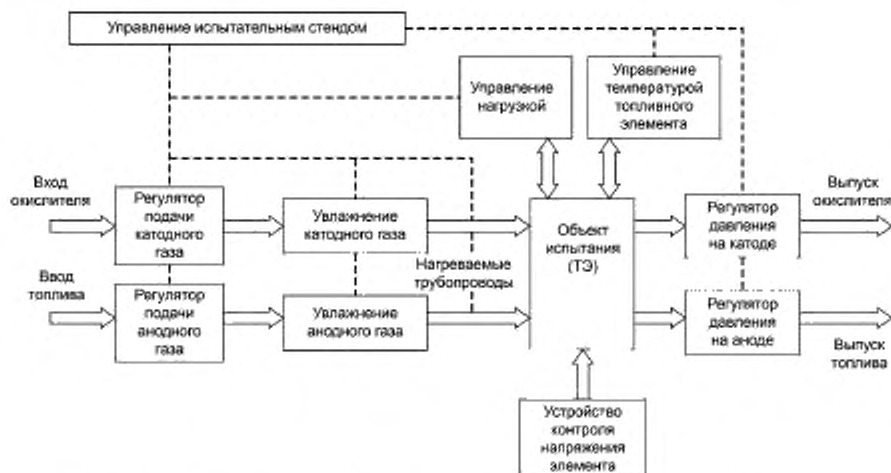 Управление испытательным стендом
Управление
нагрузкой
Управление
температурой
топливного
элемента
Вход
окислителя
Регулятор
подачи
катодного
газа
Увлажнение
катодного газа
Объект
испытания
(ТЭ)
Регулятор
давления
на катоде
Выпуск
окислителя
Нагреваемые
трубопроводы
Ввод
топлива
Регулятор
подачи
анодного
газа
Увлажнение
анодного газа
Регулятор
давления
на аноде
Выпуск
топлива
Устройство
контроля
напряжения
элемента